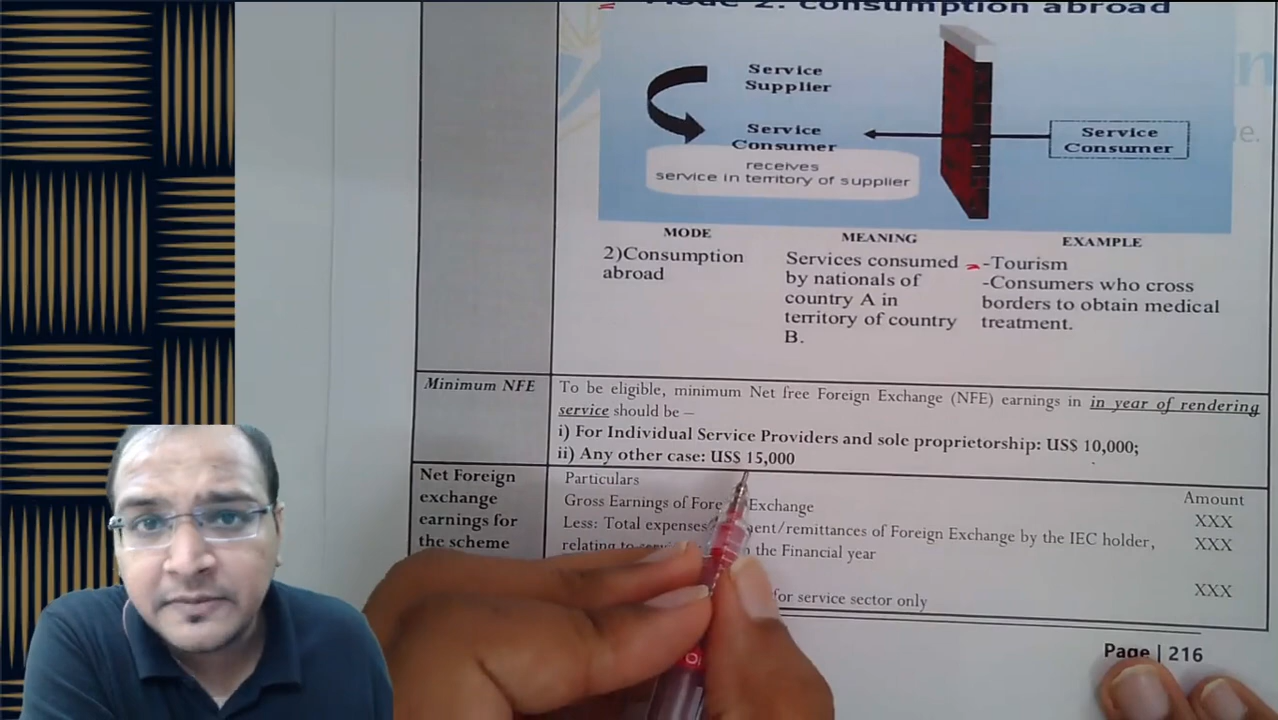 consumption abroad
Service
Supplier
Service
Consumer
receives
service in territory of supplier
Service
Consumer
MODE
MEANING
EXAMPLE
2)Consumption
abroad
Services consumed
by nationals of
country A in
territory of country
B.
-Tourism
-Consumers who cross
borders to obtain medical
treatment.
Minimum NFE
To be eligible, minimum Net free Foreign Exchange (NFE) earnings in in year of rendering
service should be –
i) For Individual Service Providers and sole proprietorship: US$ 10,000;
ii) Any other case: US$ 15,000
Net Foreign
exchange
earnings for
the scheme
Particulars
Amount
Gross Earnings of Exchange
XXX
Less: Total expenses /remittances of Foreign Exchange by the IEC holder,
XXX
relating to the Financial year
for service sector only
XXX
Page | 216